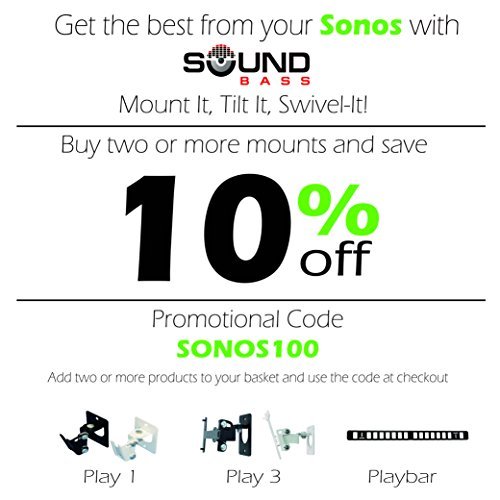 Get the best from your Sonos with
SOUND
BASS
Mount It, Tilt It, Swivel-It!
Buy two or more mounts and save
10% off
Promotional Code
SONOS100
Add two or more products to your basket and use the code at checkout
Play 1 Play 3 Playbar